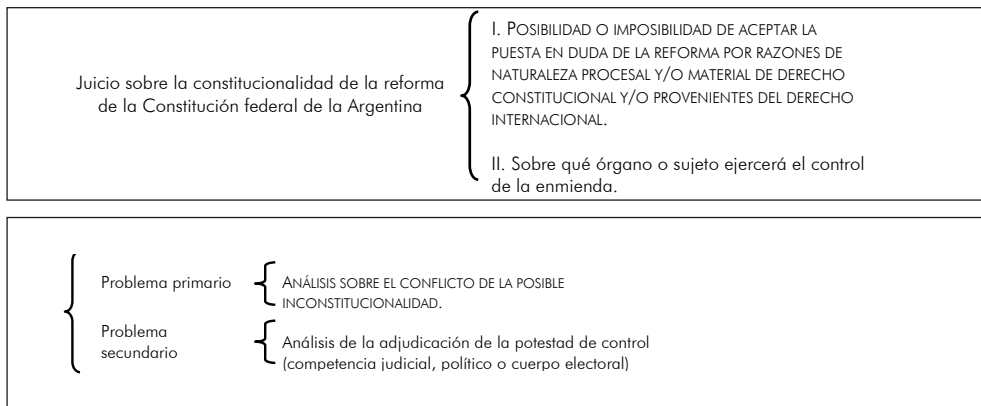 Juicio sobre la constitucionalidad de la reforma
de la Constitución federal de la Argentina
I. POSIBILIDAD O IMPOSIBILIDAD DE ACEPTAR LA
PUESTA EN DUDA DE LA REFORMA POR RAZONES DE
NATURALEZA PROCESAL Y/O MATERIAL DE DERECHO
CONSTITUCIONAL Y/O PROVENIENTES DEL DERECHO
INTERNACIONAL.
II. Sobre qué órgano o sujeto ejercerá el control
de la enmienda.
Problema primario
ANÁLISIS SOBRE EL CONFLICTO DE LA POSIBLE
INCONSTITUCIONALIDAD.
Problema
secundario
Análisis de la adjudicación de la potestad de control
(competencia judicial, político o cuerpo electoral)